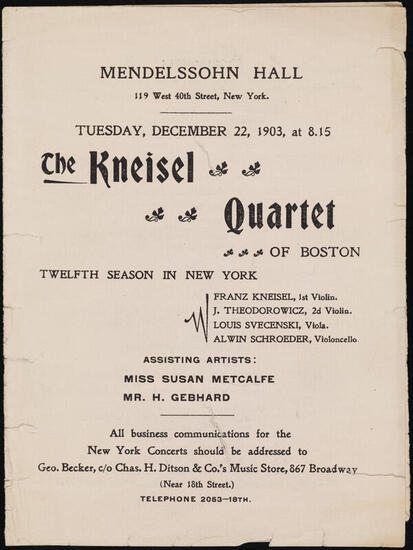 MENDELSSOHN HALL
119 West 40th Street, New York.
TUESDAY, DECEMBER 22, 1903, at 8.15
The Kneisel
Quartet
OF BOSTON
TWELFTH SEASON IN NEW YORK
FRANZ KNEISEL, 1st Violin.
J. THEODOROWICZ, 2d Violin.
LOUIS SVECENSKI, Viola.
ALWIN SCHROEDER, Violoncello
ASSISTING ARTISTS:
MISS SUSAN METCALFE
MR. H. GEBHARD
All business communications for the
New York Concerts should be addressed to
Geo. Becker, c/o Chas. H. Ditson & Co.'s Music Store, 867 Broadway
(Near 18th Street.)
TELEPHONE 2053-18TH.